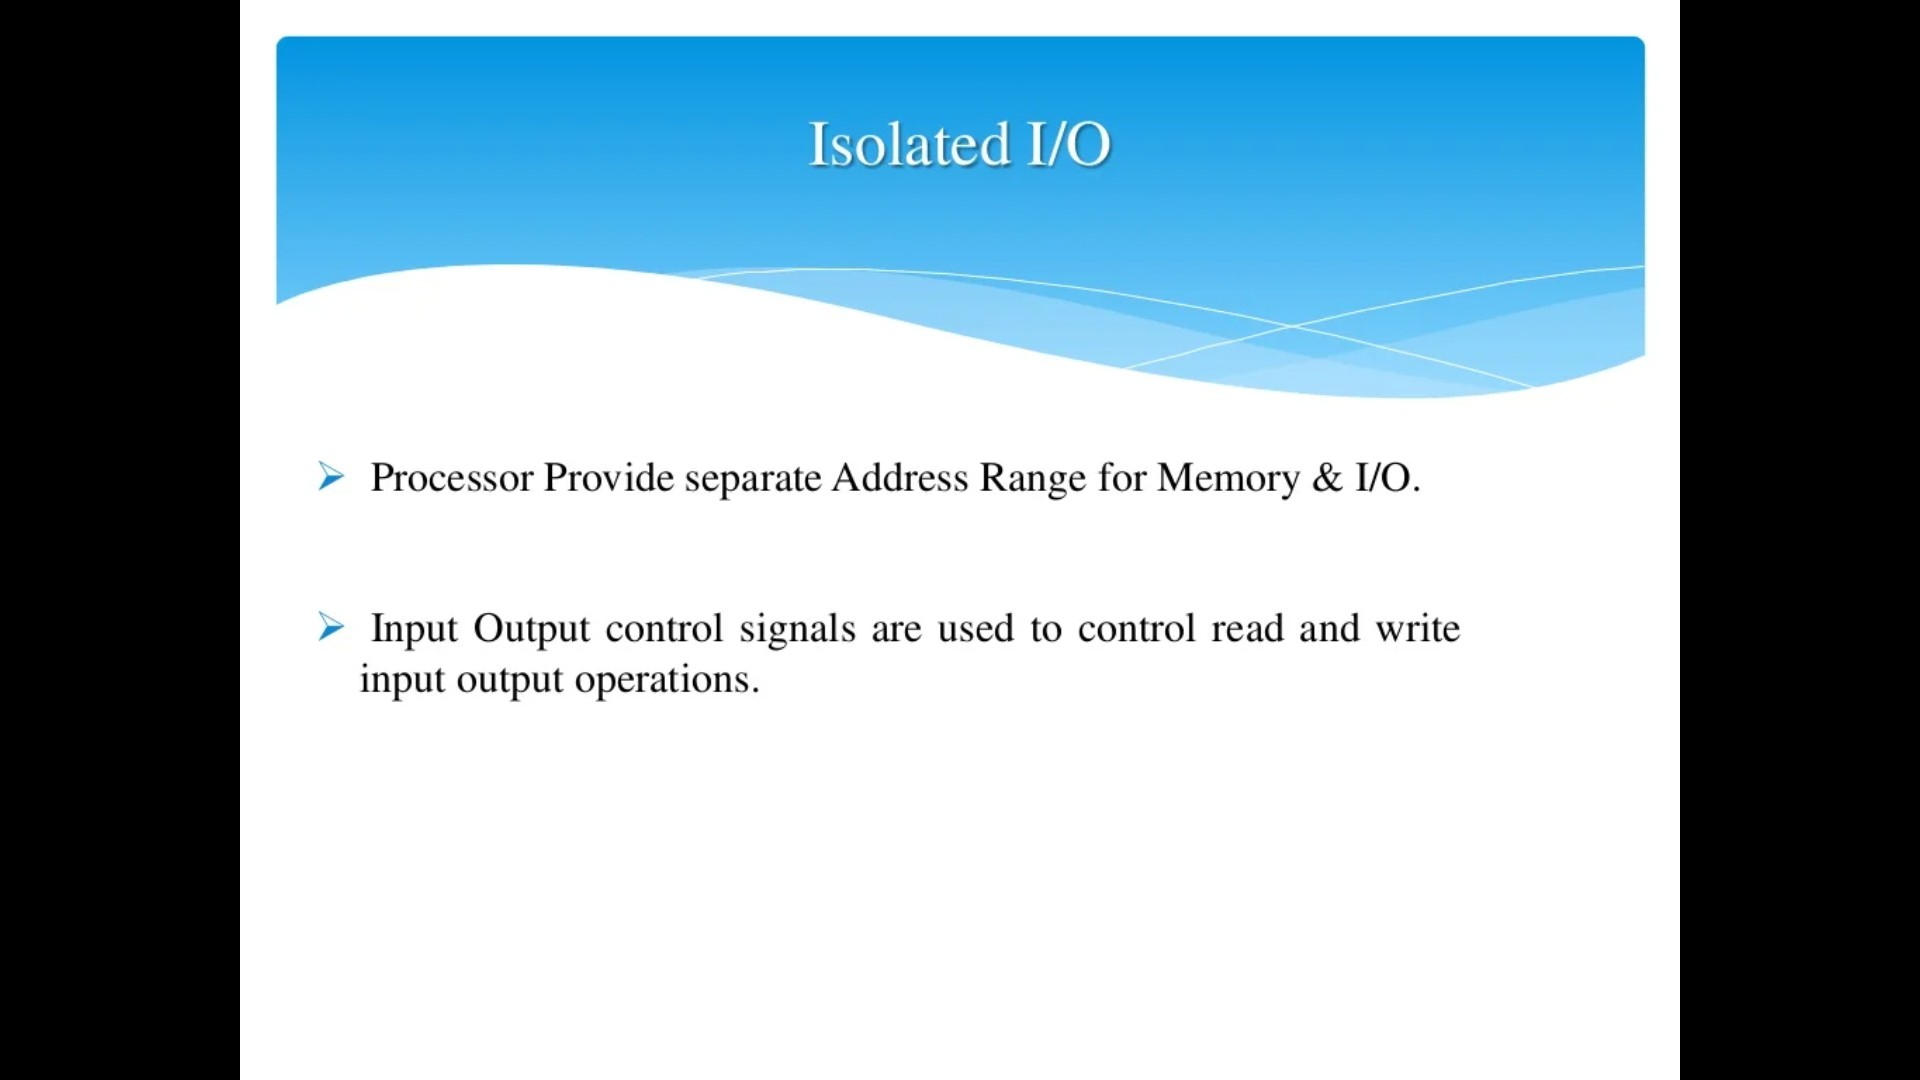 Isolated I/O
Processor Provide separate Address Range for Memory & I/O.
Input Output control signals are used to control read and write
input output operations.